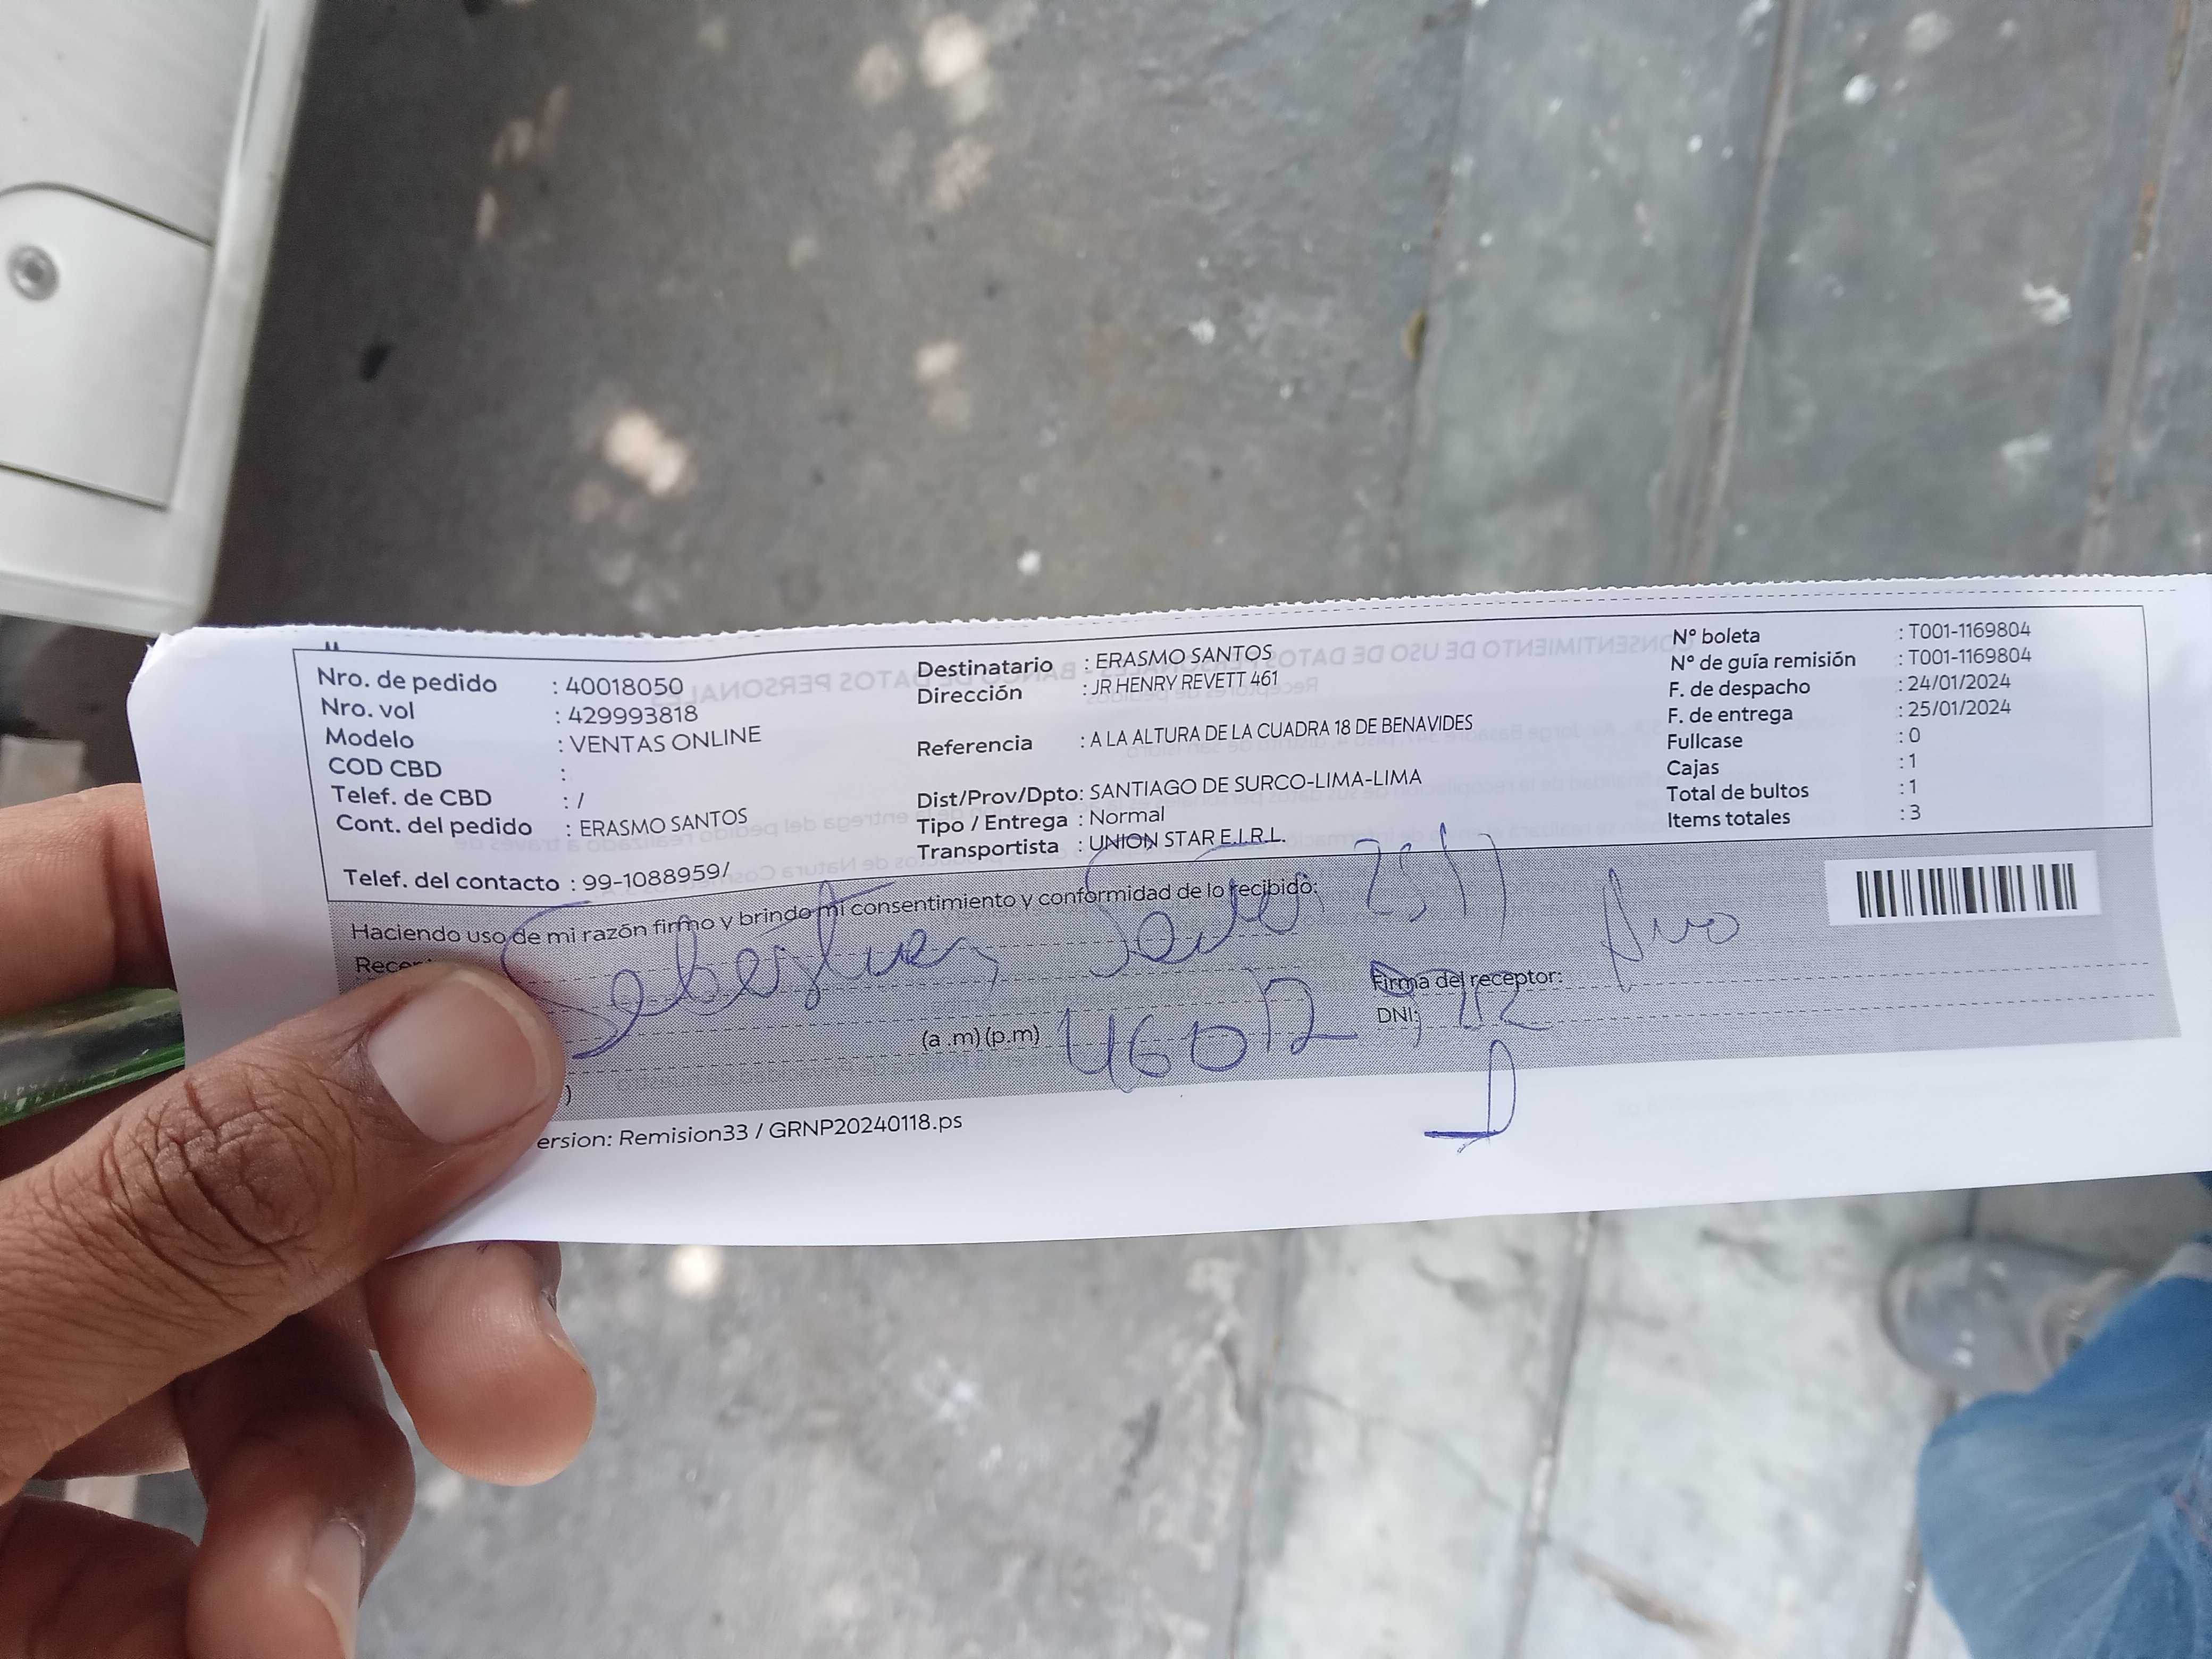 Nro. de pedido : 40018050
Nro. vol : 429993818
Modelo : VENTAS ONLINE
COD CBD :
Telef. de CBD : /
Cont. del pedido : ERASMO SANTOS
Telef. del contacto : 99-1088959/
Destinatario : ERASMO SANTOS
Dirección : JR HENRY REVETT 461
Referencia : A LA ALTURA DE LA CUADRA 18 DE BENAVIDES
Dist/Prov/Dpto: SANTIAGO DE SURCO-LIMA-LIMA
Tipo / Entrega : Normal
Transportista : UNION STAR E.I.R.L.
N° boleta : T001-1169804
N° de guía remisión : T001-1169804
F. de despacho : 24/01/2024
F. de entrega : 25/01/2024
Fullcase : 0
Cajas : 1
Total de bultos : 1
Items totales : 3
Haciendo uso de mi razón firmo y brindo mi consentimiento y conformidad de lo recibido:
Sebastian
Firma del receptor:
(a .m) (p.m)
DNI:
ersion: Remision33 / GRNP20240118.ps